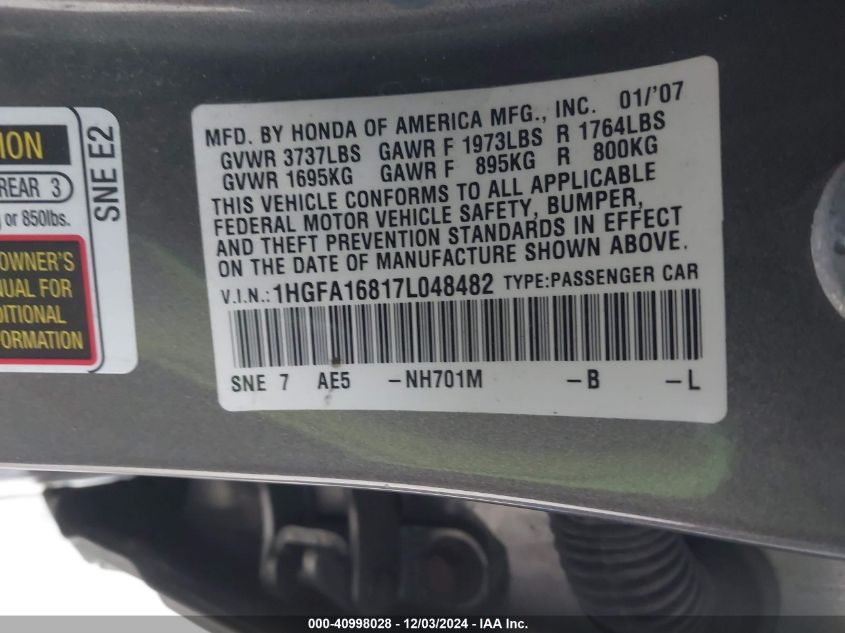 ION
REAR 3
or 850lbs.
OWNER'S
NUAL FOR
DITIONAL
FORMATION
SNE E2
MFD. BY HONDA OF AMERICA MFG., INC. 01/'07
GVWR 3737LBS GAWR F 1973LBS R 1764LBS
GVWR 1695KG GAWR F 895KG R 800KG
THIS VEHICLE CONFORMS TO ALL APPLICABLE
FEDERAL MOTOR VEHICLE SAFETY, BUMPER,
AND THEFT PREVENTION STANDARDS IN EFFECT
ON THE DATE OF MANUFACTURE SHOWN ABOVE.
V.I.N.: 1HGFA16817L048482 TYPE:PASSENGER CAR
SNE 7 AE5 -NH701M -B -L
000-40998028 - 12/03/2024 - IAA Inc.